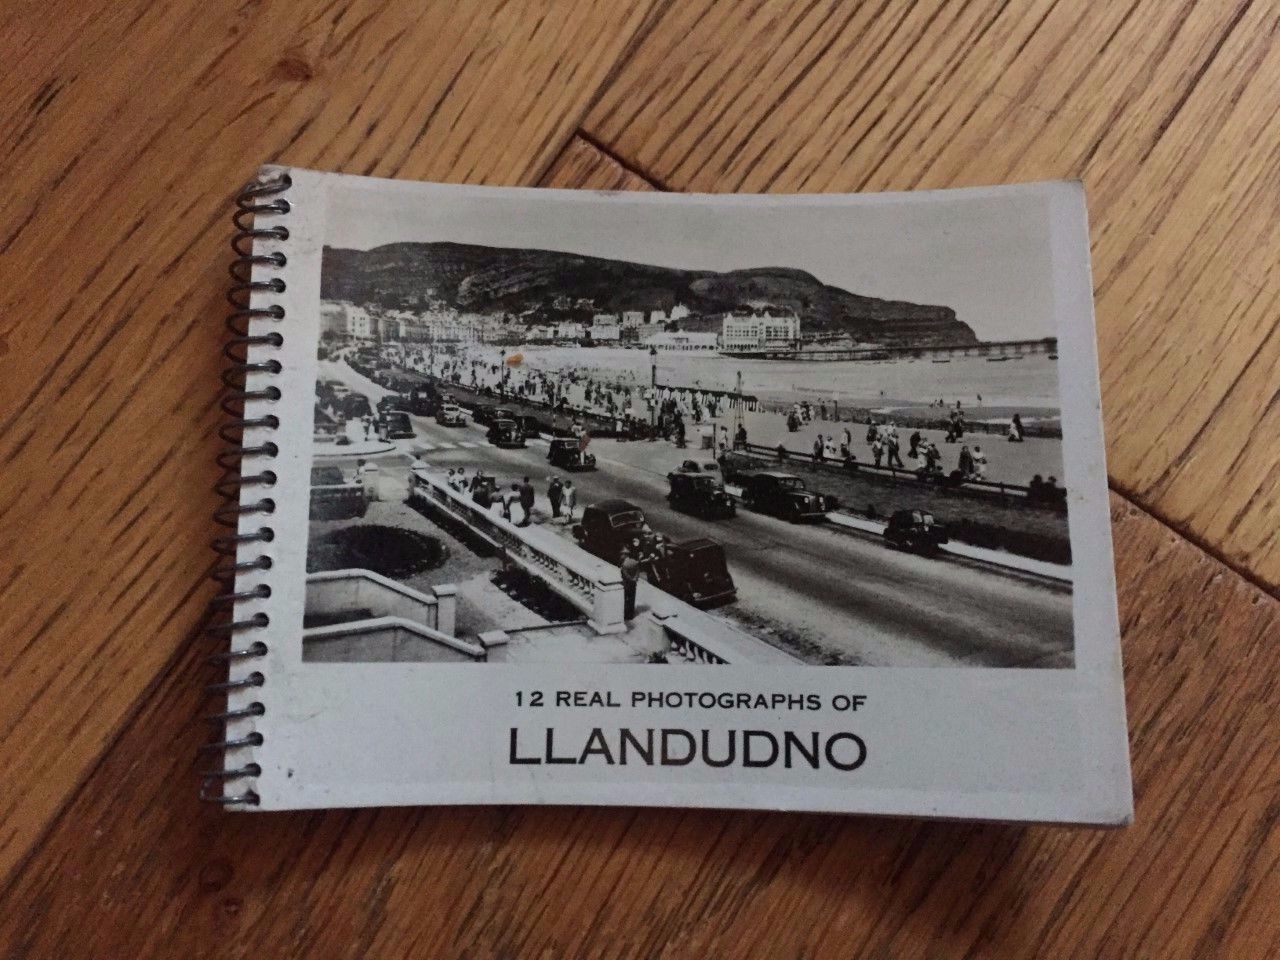 12 REAL PHOTOGRAPHS OF
LLANDUDNO